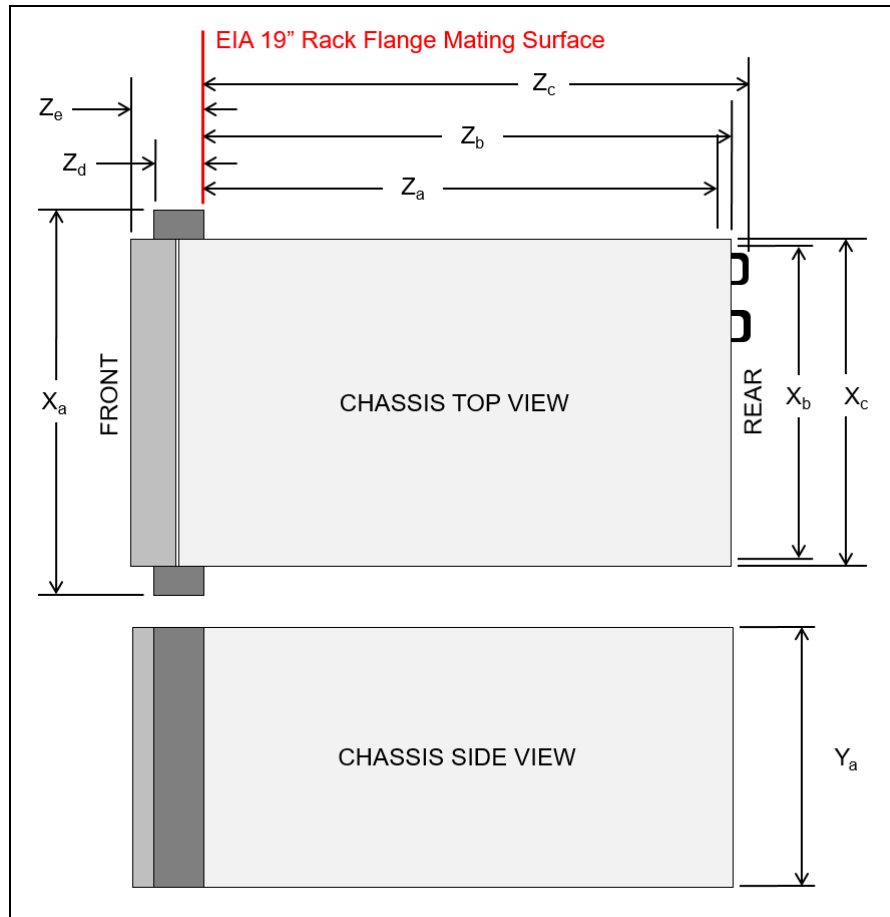 EIA 19” Rack Flange Mating Surface
Zc
Ze
Zb
Zd
Za
FRONT
Xa
CHASSIS TOP VIEW
REAR
Xb
Xc
CHASSIS SIDE VIEW
Ya